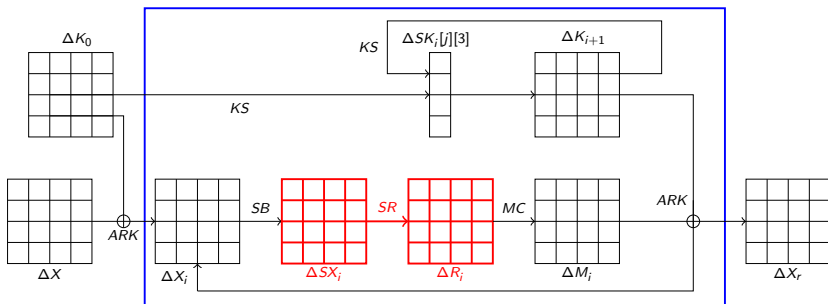 ΔK₀
ΔSKᵢ[j][3]
ΔKᵢ₊₁
KS
KS
SB
SR
MC
ARK
ARK
ΔX
ΔXᵢ
ΔSXᵢ
ΔRᵢ
ΔMᵢ
ΔXᵣ